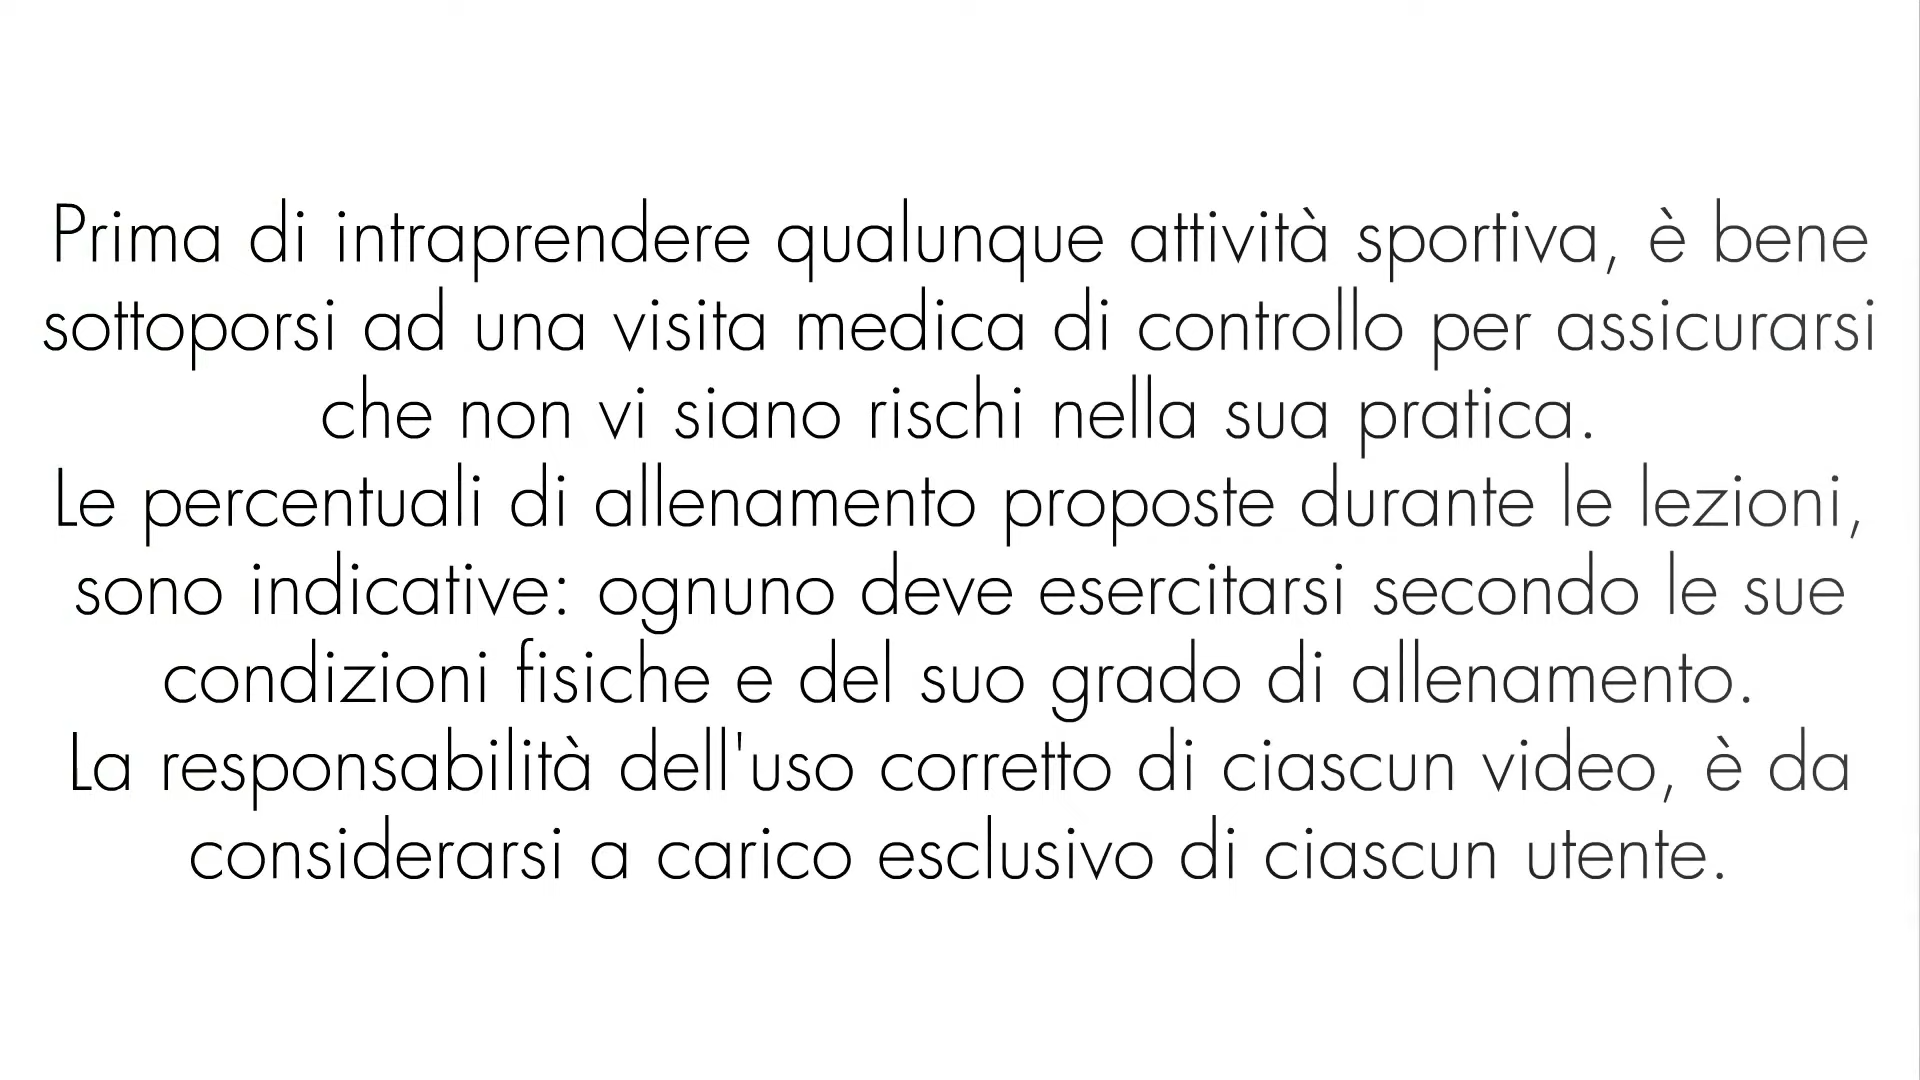 Prima di intraprendere qualunque attività sportiva, è bene
sottoporsi ad una visita medica di controllo per assicurarsi
che non vi siano rischi nella sua pratica.
Le percentuali di allenamento proposte durante le lezioni,
sono indicative: ognuno deve esercitarsi secondo le sue
condizioni fisiche e del suo grado di allenamento.
La responsabilità dell'uso corretto di ciascun video, è da
considerarsi a carico esclusivo di ciascun utente.